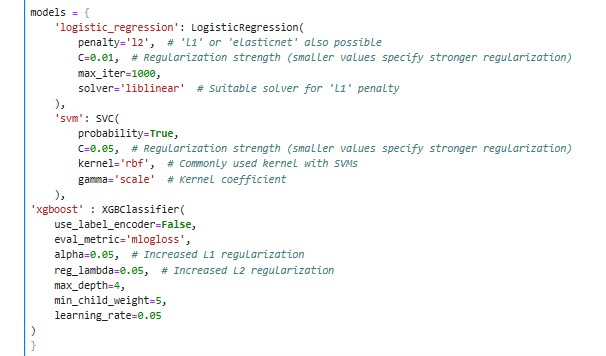 models = {
    'logistic_regression': LogisticRegression(
        penalty='l2',  # 'l1' or 'elasticnet' also possible
        C=0.01,  # Regularization strength (smaller values specify stronger regularization)
        max_iter=1000,
        solver='liblinear'  # Suitable solver for 'l1' penalty
    ),
    'svm': SVC(
        probability=True,
        C=0.05,  # Regularization strength (smaller values specify stronger regularization)
        kernel='rbf',  # Commonly used kernel with SVMs
        gamma='scale'  # Kernel coefficient
    ),
'xgboost' : XGBClassifier(
    use_label_encoder=False,
    eval_metric='mlogloss',
    alpha=0.05,  # Increased L1 regularization
    reg_lambda=0.05,  # Increased L2 regularization
    max_depth=4,
    min_child_weight=5,
    learning_rate=0.05
)
}